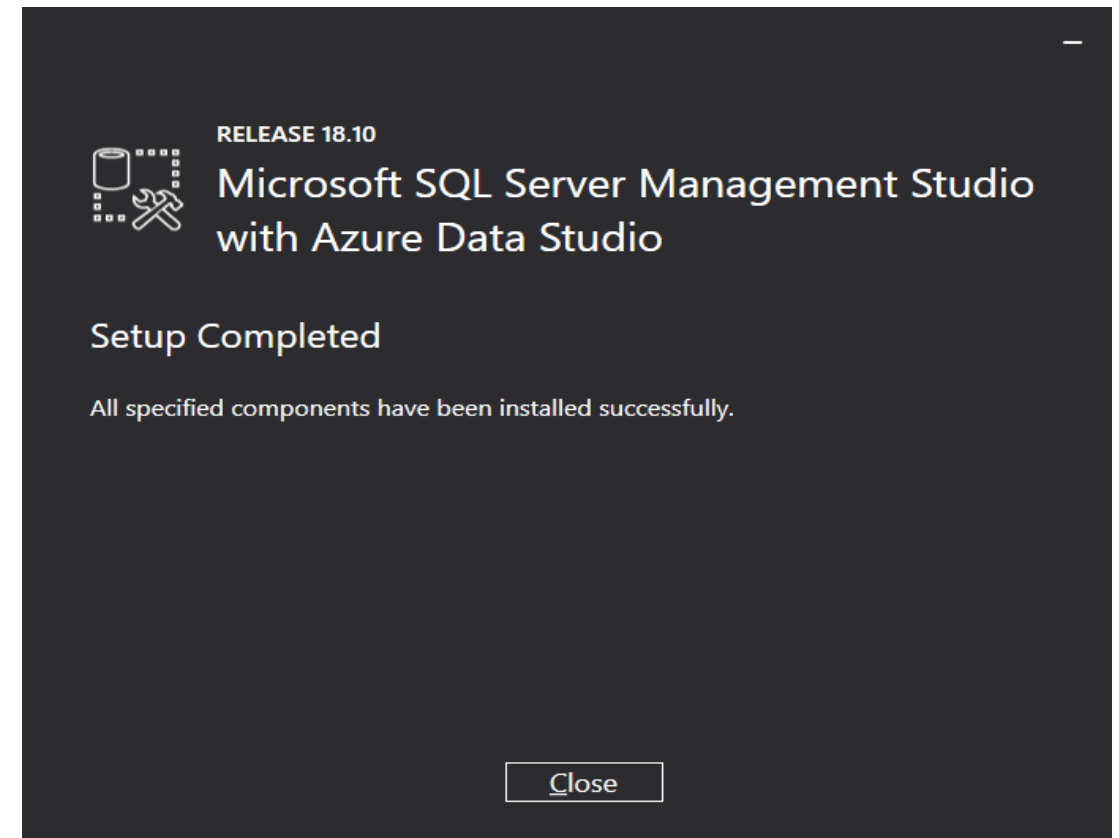 RELEASE 18.10
Microsoft SQL Server Management Studio
with Azure Data Studio
Setup Completed
All specified components have been installed successfully.
Close